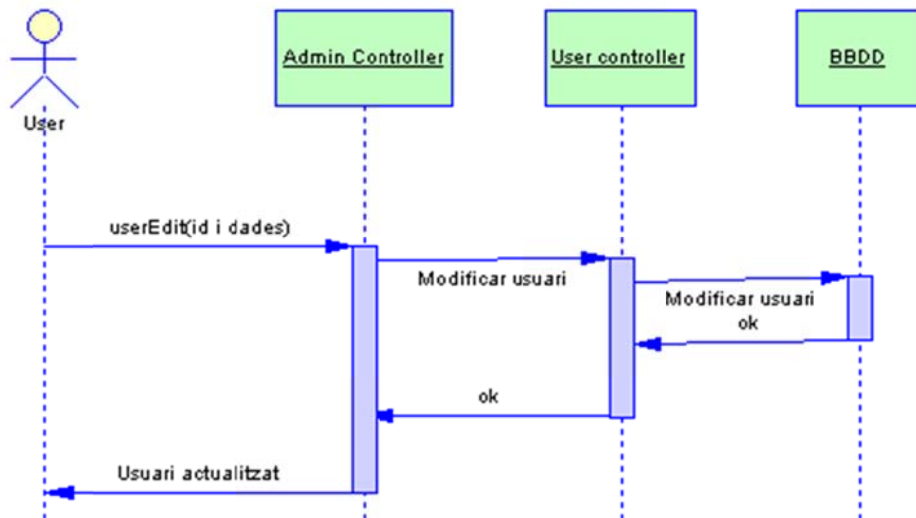 Admin Controller
User controller
BBDD
User
userEdit(id i dades)
Modificar usuari
Modificar usuari
ok
ok
Usuari actualitzat